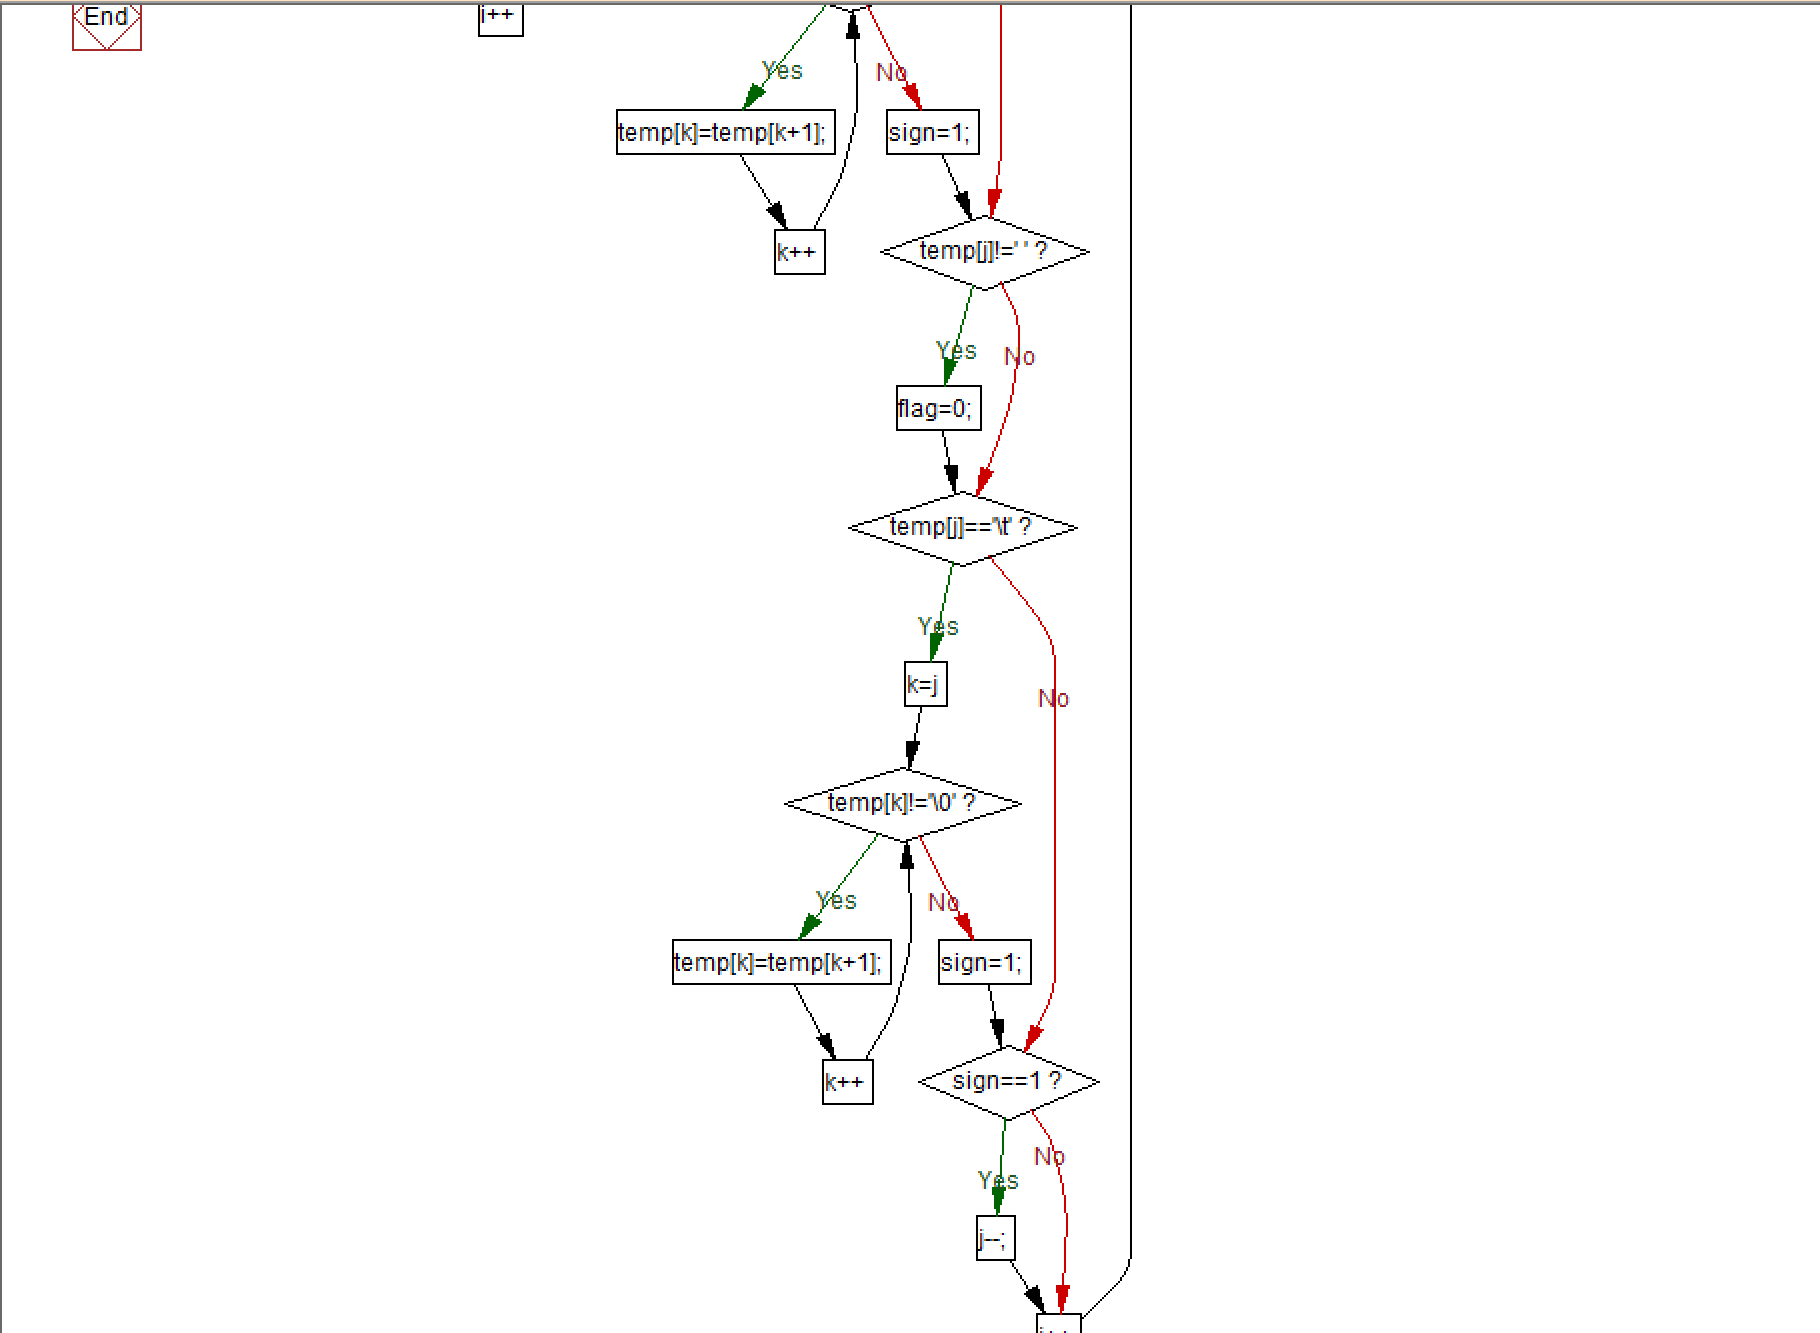 End
i++
Yes
No
temp[k]=temp[k+1];
sign=1;
k++
temp[j]!=' ' ?
Yes
No
flag=0;
temp[j]=='\t' ?
Yes
k=j
No
temp[k]!='\0' ?
Yes
No
temp[k]=temp[k+1];
sign=1;
k++
sign==1 ?
No
Yes
j--;